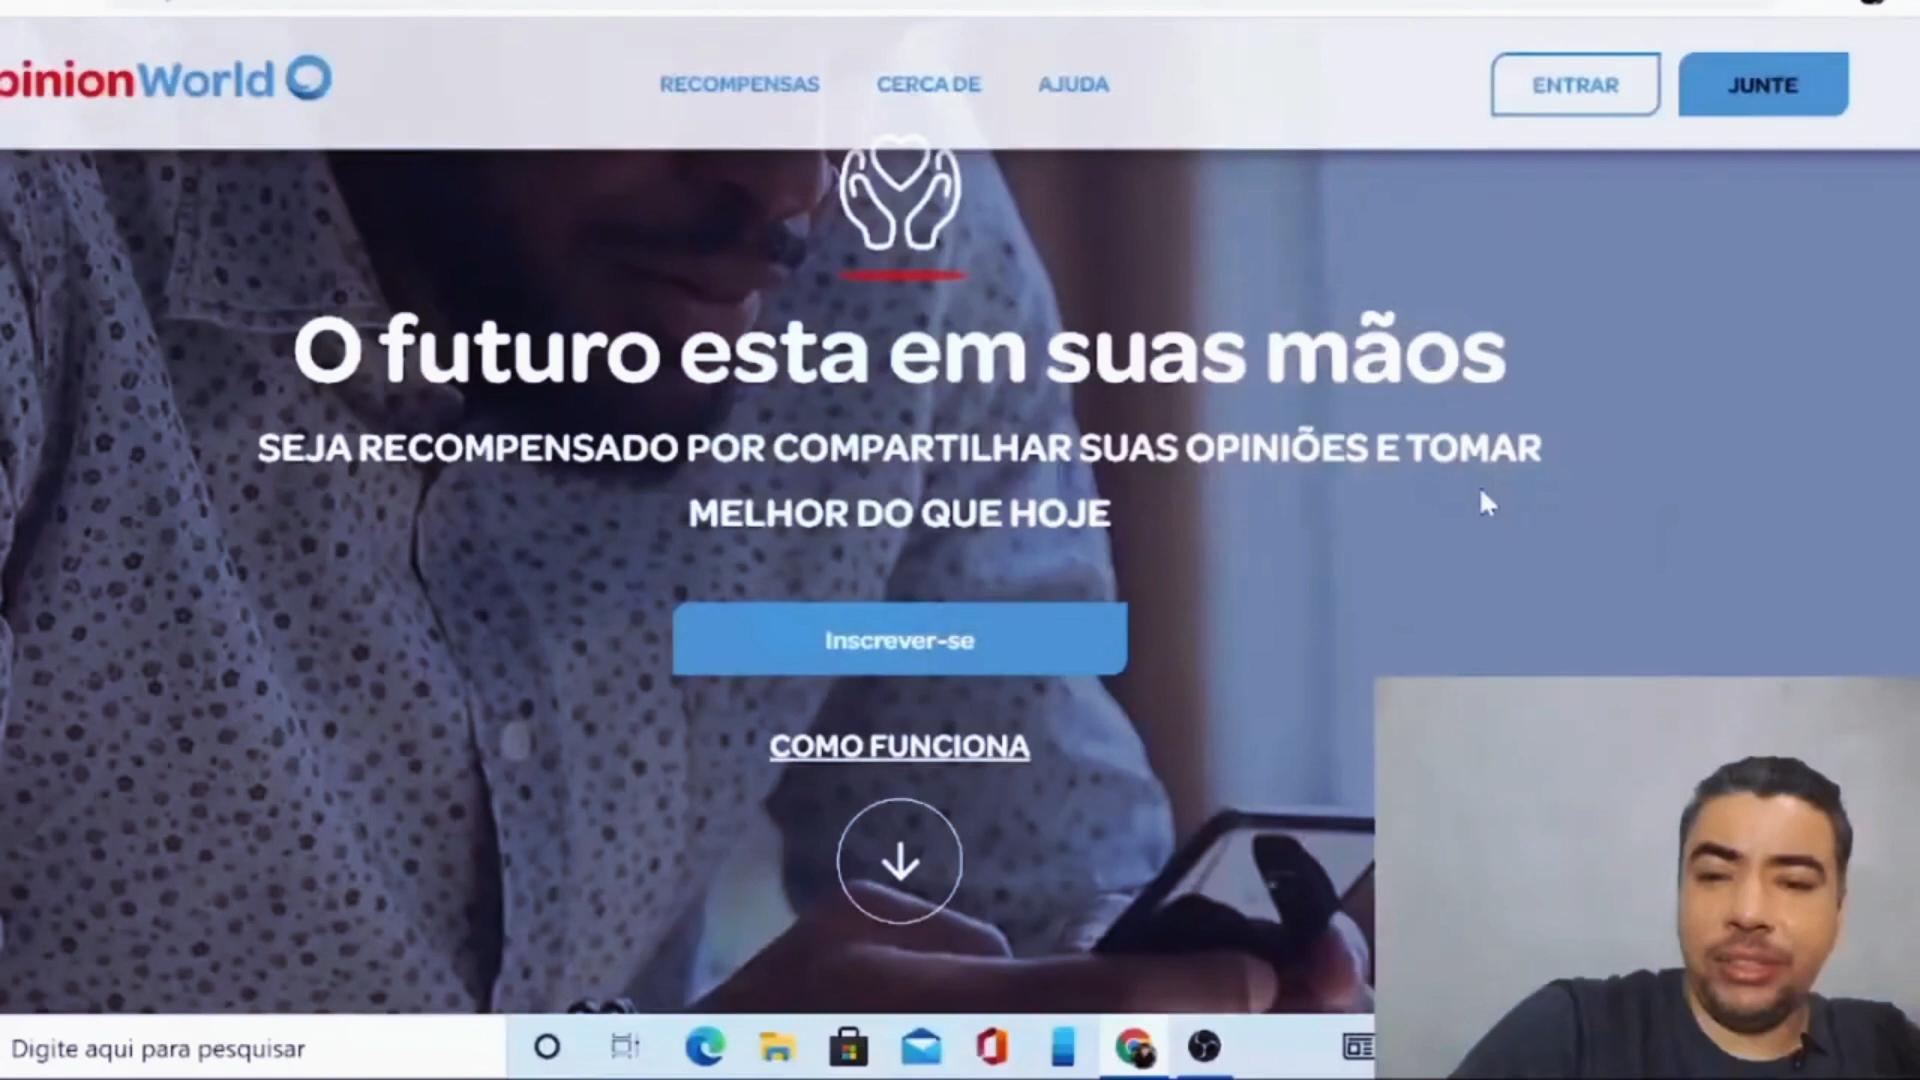 pinionWorld
RECOMPENSAS CERCA DE AJUDA
ENTRAR JUNTE
O futuro esta em suas mãos
SEJA RECOMPENSADO POR COMPARTILHAR SUAS OPINIÕES E TOMAR
MELHOR DO QUE HOJE
Inscrever-se
COMO FUNCIONA
Digite aqui para pesquisar